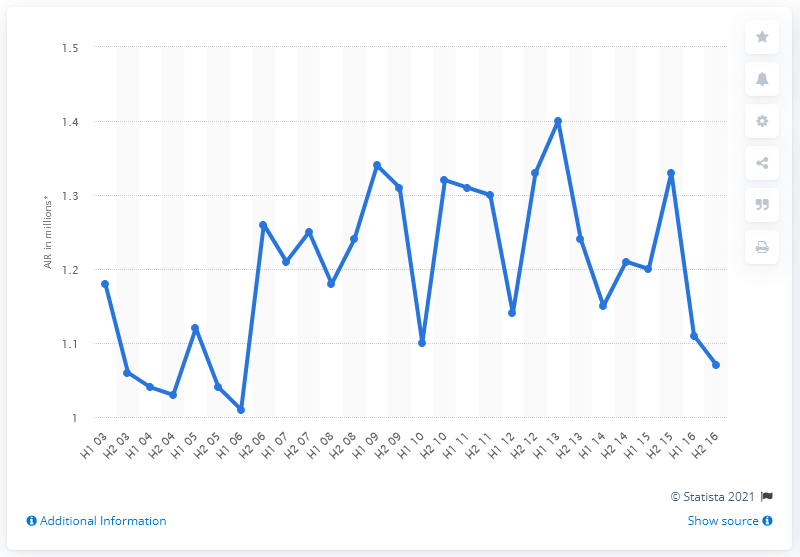 1.5
1.4
1.3
1.2
1.1
1
AIR in millions*
H1 03
H2 03
H1 04
H2 04
H1 05
H2 05
H1 06
H2 06
H1 07
H2 07
H1 08
H2 08
H1 09
H2 09
H1 10
H2 10
H1 11
H2 11
H1 12
H2 12
H1 13
H2 13
H1 14
H2 14
H1 15
H2 15
H1 16
H2 16
© Statista 2021
Additional Information
Show source